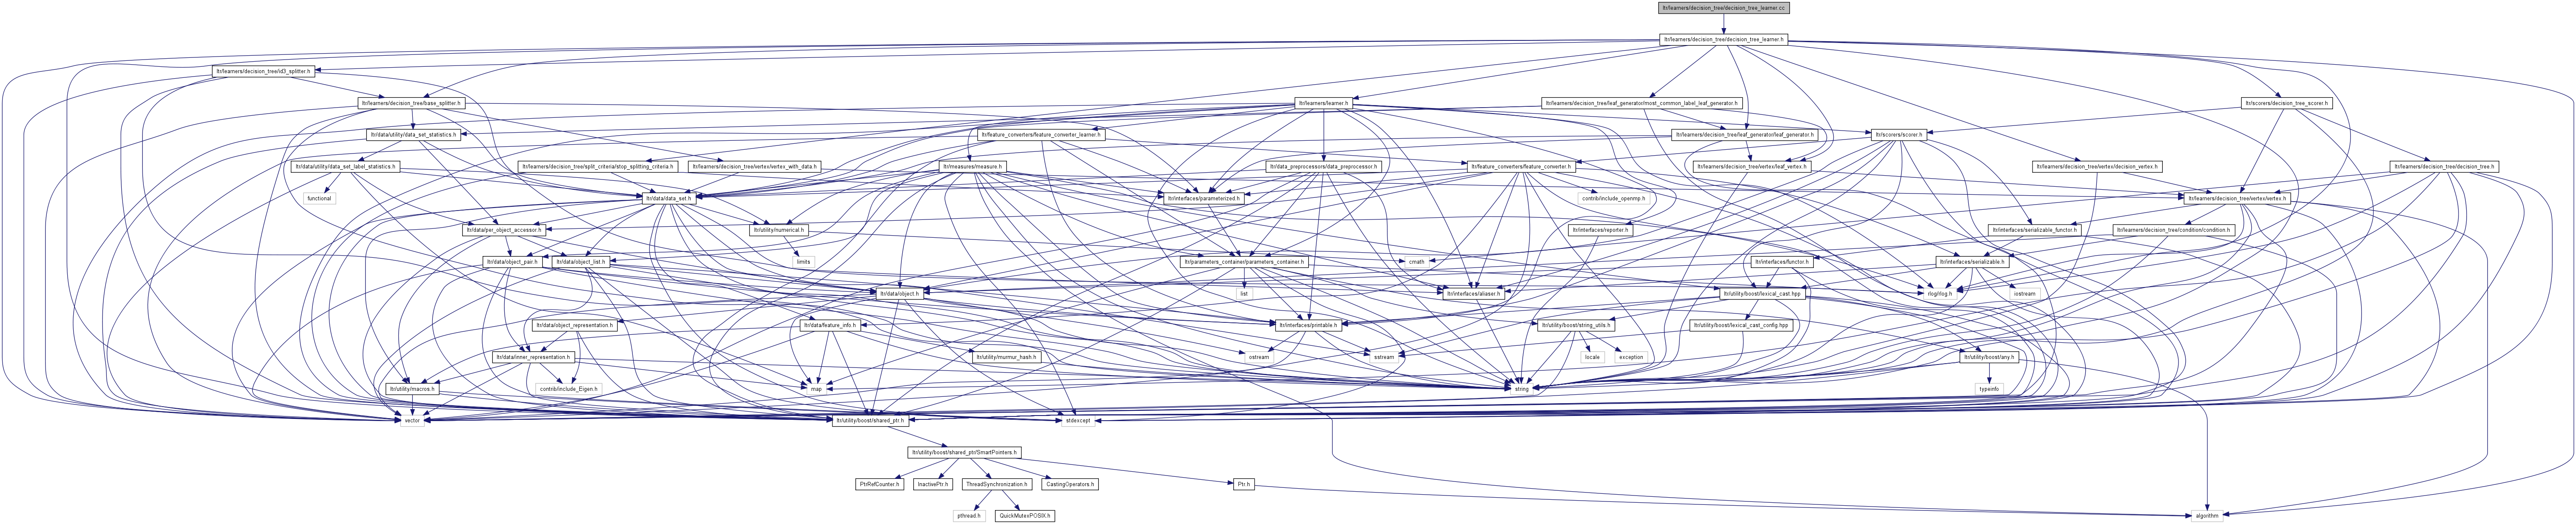 ltr/learners/decision_tree/decision_tree_learner.cc
ltr/learners/decision_tree/decision_tree_learner.h
ltr/learners/decision_tree/id3_splitter.h
ltr/learners/decision_tree/base_splitter.h
ltr/learners/learner.h
ltr/learners/decision_tree/leaf_generator/most_common_label_leaf_generator.h
ltr/scorers/decision_tree_scorer.h
ltr/data/utility/data_set_statistics.h
ltr/feature_converters/feature_converter_learner.h
ltr/learners/decision_tree/leaf_generator/leaf_generator.h
ltr/scorers/scorer.h
ltr/data/utility/data_set_label_statistics.h
ltr/learners/decision_tree/split_criteria/stop_splitting_criteria.h
ltr/learners/decision_tree/vertex/vertex_with_data.h
ltr/measures/measure.h
ltr/data_preprocessors/data_preprocessor.h
ltr/feature_converters/feature_converter.h
ltr/learners/decision_tree/vertex/leaf_vertex.h
ltr/learners/decision_tree/vertex/decision_vertex.h
ltr/learners/decision_tree/decision_tree.h
functional
ltr/data/data_set.h
ltr/interfaces/parameterized.h
contrib/include_openmp.h
ltr/learners/decision_tree/vertex/vertex.h
ltr/data/per_object_accessor.h
ltr/utility/numerical.h
ltr/interfaces/reporter.h
ltr/interfaces/serializable_functor.h
ltr/learners/decision_tree/condition/condition.h
ltr/data/object_pair.h
ltr/data/object_list.h
limits
ltr/parameters_container/parameters_container.h
cmath
ltr/interfaces/functor.h
ltr/interfaces/serializable.h
ltr/data/object.h
list
ltr/interfaces/aliaser.h
ltr/utility/boost/lexical_cast.hpp
rlog/rlog.h
iostream
ltr/data/object_representation.h
ltr/data/feature_info.h
ltr/interfaces/printable.h
ltr/utility/boost/string_utils.h
ltr/utility/boost/lexical_cast_config.hpp
ltr/data/inner_representation.h
ltr/utility/murmur_hash.h
ostream
sstream
locale
exception
ltr/utility/boost/any.h
ltr/utility/macros.h
contrib/include_Eigen.h
map
string
typeinfo
vector
ltr/utility/boost/shared_ptr.h
stdexcept
ltr/utility/boost/shared_ptr/SmartPointers.h
PtrRefCounter.h
InactivePtr.h
ThreadSynchronization.h
CastingOperators.h
Ptr.h
pthread.h
QuickMutexPOSIX.h
algorithm